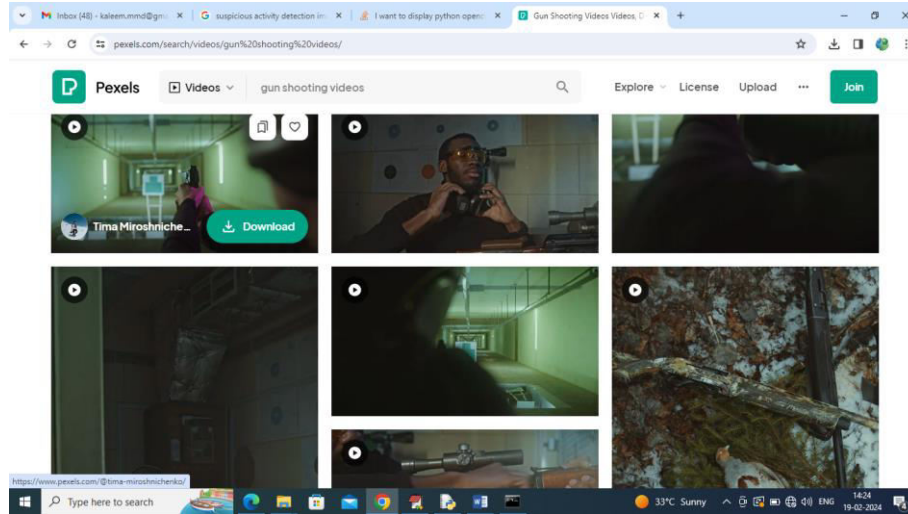 Inbox (48) - kaleem.mmd@gm
suspicious activity detection im
I want to display python openc
Gun Shooting Videos Videos, D
pexels.com/search/videos/gun%20shooting%20videos/
Pexels
Videos
gun shooting videos
Explore
License
Upload
Join
Tima Miroshniche...
Download
https://www.pexels.com/@tima-miroshnichenko/
Type here to search
33°C Sunny
ENG
14:24
19-02-2024